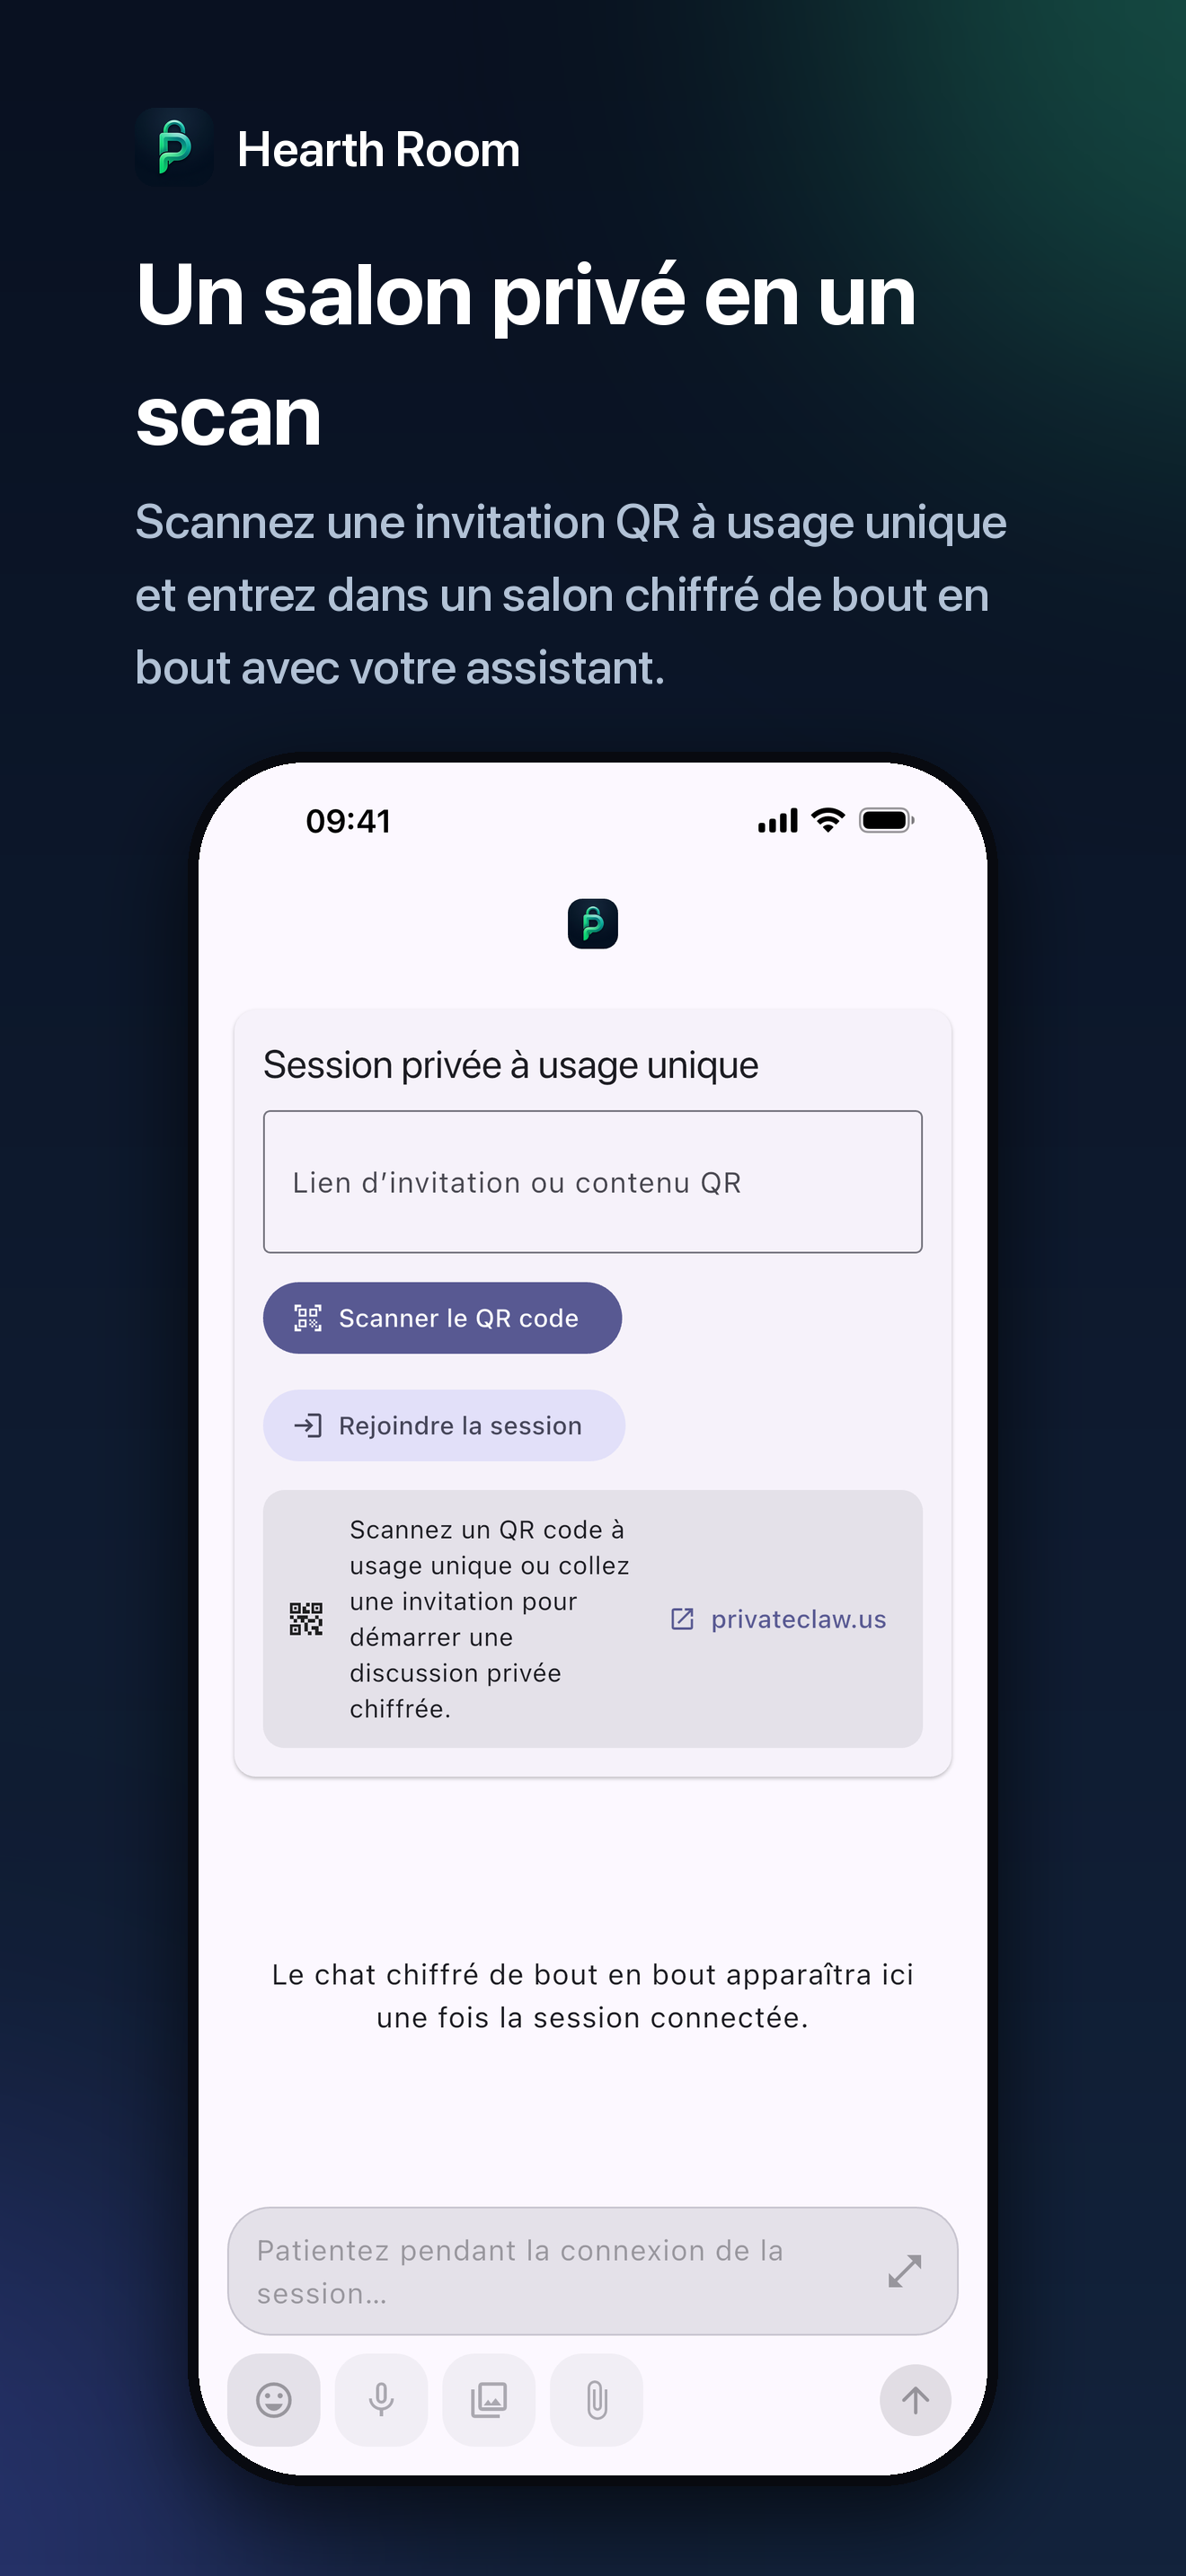 Hearth Room
Un salon privé en un
scan
Scannez une invitation QR à usage unique
et entrez dans un salon chiffré de bout en
bout avec votre assistant.
09:41
Session privée à usage unique
Lien d’invitation ou contenu QR
Scanner le QR code
Rejoindre la session
Scannez un QR code à
usage unique ou collez
une invitation pour
démarrer une
discussion privée
chiffrée.
privateclaw.us
Le chat chiffré de bout en bout apparaîtra ici
une fois la session connectée.
Patientez pendant la connexion de la
session…